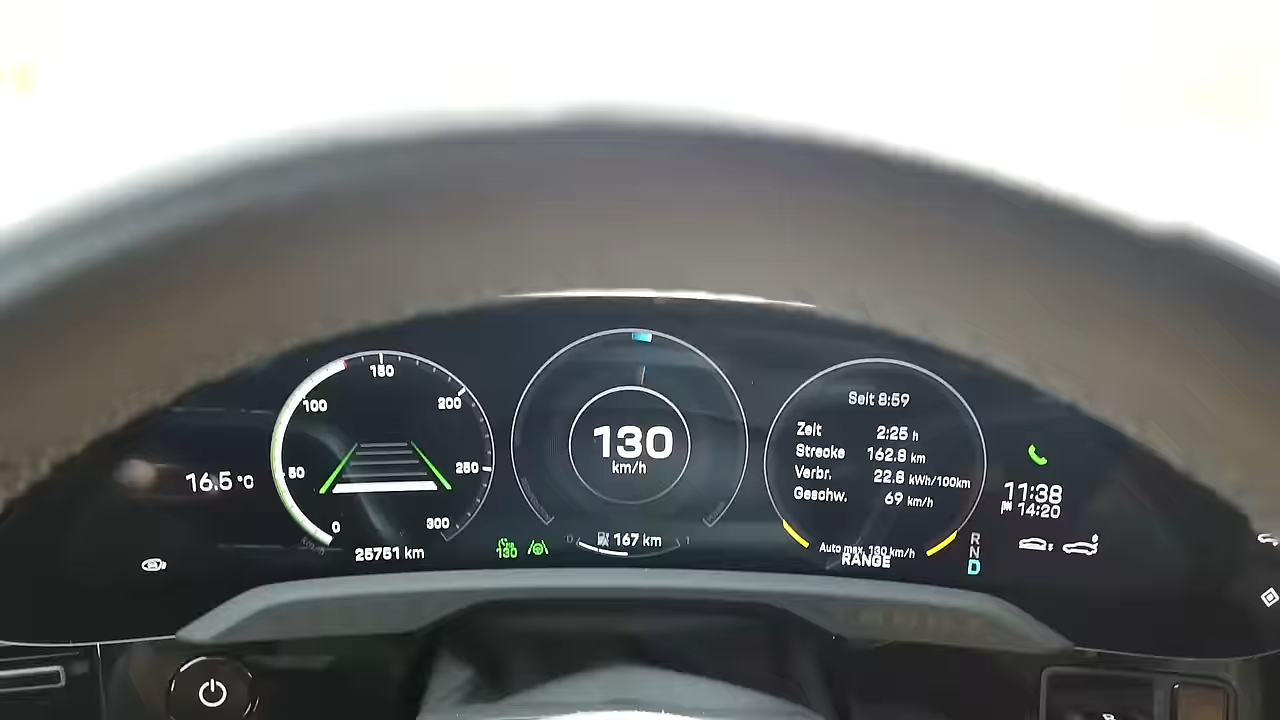 16.5 °C
0
50
100
150
200
250
300
25751 km
130
130
km/h
167 km
0
1
Seit 8:59
Zeit 2:25 h
Strecke 162.8 km
Verbr. 22.8 kWh/100km
Geschw. 69 km/h
Auto max. 130 km/h
RANGE
R
N
D
11:38
14:20